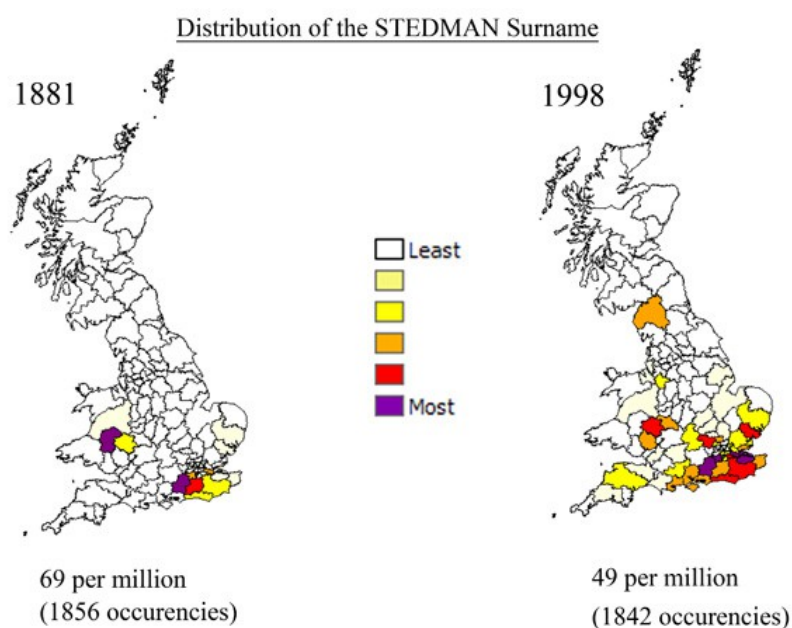 Distribution of the STEDMAN Surname
1881
1998
Least
Most
69 per million
(1856 occurencies)
49 per million
(1842 occurencies)